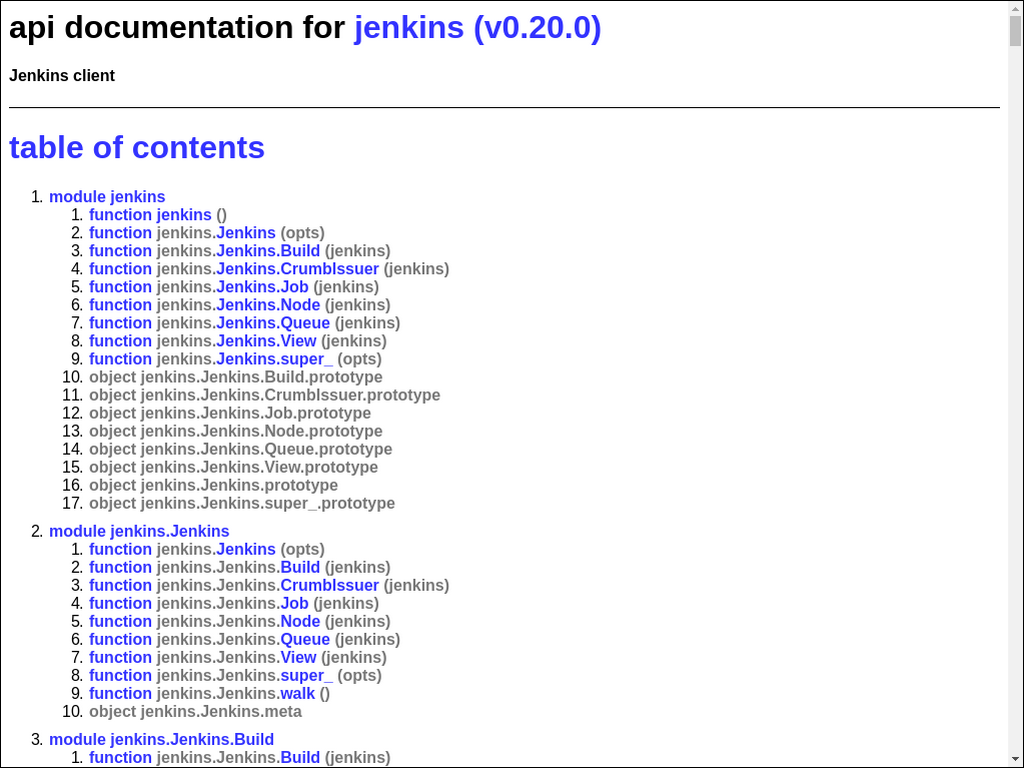 api documentation for jenkins (v0.20.0)
Jenkins client
table of contents
1. module jenkins
1. function jenkins ()
2. function jenkins.Jenkins (opts)
3. function jenkins.Jenkins.Build (jenkins)
4. function jenkins.Jenkins.CrumbIssuer (jenkins)
5. function jenkins.Jenkins.Job (jenkins)
6. function jenkins.Jenkins.Node (jenkins)
7. function jenkins.Jenkins.Queue (jenkins)
8. function jenkins.Jenkins.View (jenkins)
9. function jenkins.Jenkins.super_ (opts)
10. object jenkins.Jenkins.Build.prototype
11. object jenkins.Jenkins.CrumbIssuer.prototype
12. object jenkins.Jenkins.Job.prototype
13. object jenkins.Jenkins.Node.prototype
14. object jenkins.Jenkins.Queue.prototype
15. object jenkins.Jenkins.View.prototype
16. object jenkins.Jenkins.prototype
17. object jenkins.Jenkins.super_.prototype
2. module jenkins.Jenkins
1. function jenkins.Jenkins (opts)
2. function jenkins.Jenkins.Build (jenkins)
3. function jenkins.Jenkins.CrumbIssuer (jenkins)
4. function jenkins.Jenkins.Job (jenkins)
5. function jenkins.Jenkins.Node (jenkins)
6. function jenkins.Jenkins.Queue (jenkins)
7. function jenkins.Jenkins.View (jenkins)
8. function jenkins.Jenkins.super_ (opts)
9. function jenkins.Jenkins.walk ()
10. object jenkins.Jenkins.meta
3. module jenkins.Jenkins.Build
1. function jenkins.Jenkins.Build (jenkins)